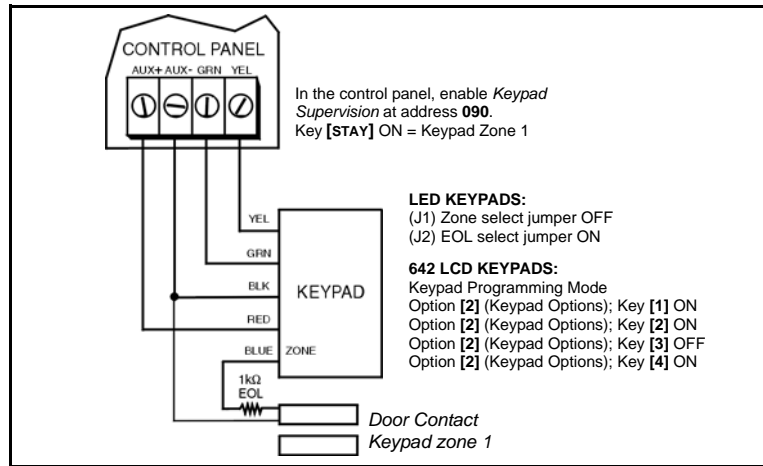 CONTROL PANEL
AUX+ AUX- GRN YEL
In the control panel, enable Keypad
Supervision at address 090.
Key [STAY] ON = Keypad Zone 1
LED KEYPADS:
(J1) Zone select jumper OFF
(J2) EOL select jumper ON
642 LCD KEYPADS:
Keypad Programming Mode
Option [2] (Keypad Options); Key [1] ON
Option [2] (Keypad Options); Key [2] ON
Option [2] (Keypad Options); Key [3] OFF
Option [2] (Keypad Options); Key [4] ON
YEL
GRN
BLK
RED
BLUE ZONE
KEYPAD
1kΩ
EOL
Door Contact
Keypad zone 1